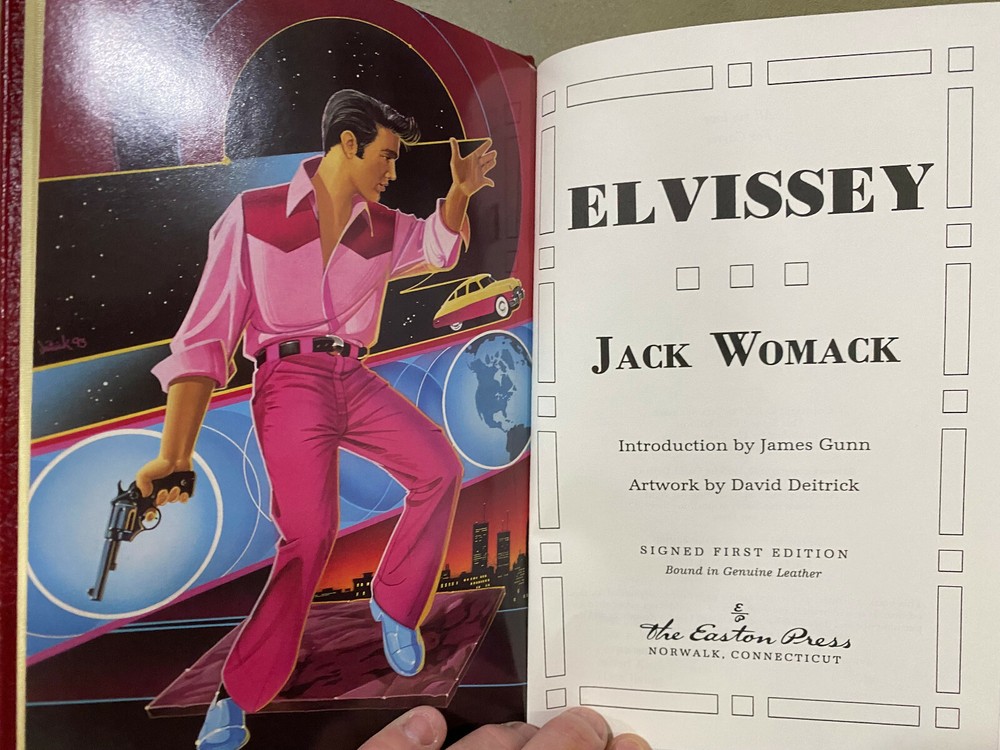 ELVISSEY
JACK WOMACK
Introduction by James Gunn
Artwork by David Deitrick
SIGNED FIRST EDITION
Bound in Genuine Leather
The Easton Press
NORWALK, CONNECTICUT